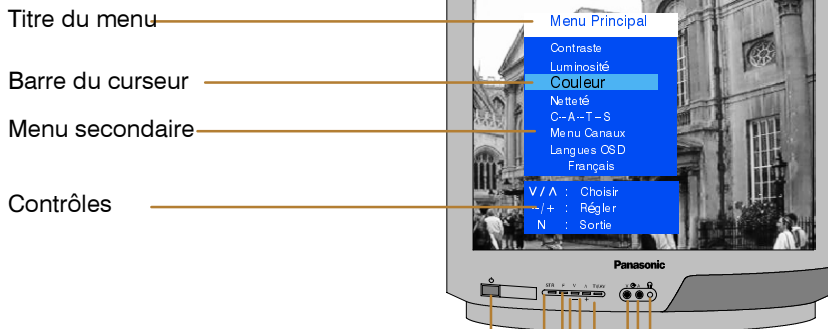 Titre du menu
Menu Principal
Contraste
Luminosité
Barre du curseur
Couleur
Netteté
C--A--T--S
Menu secondaire
Menu Canaux
Langues OSD
Français
Contrôles
V / Λ : Choisir
–/+ : Régler
N : Sortie
Panasonic